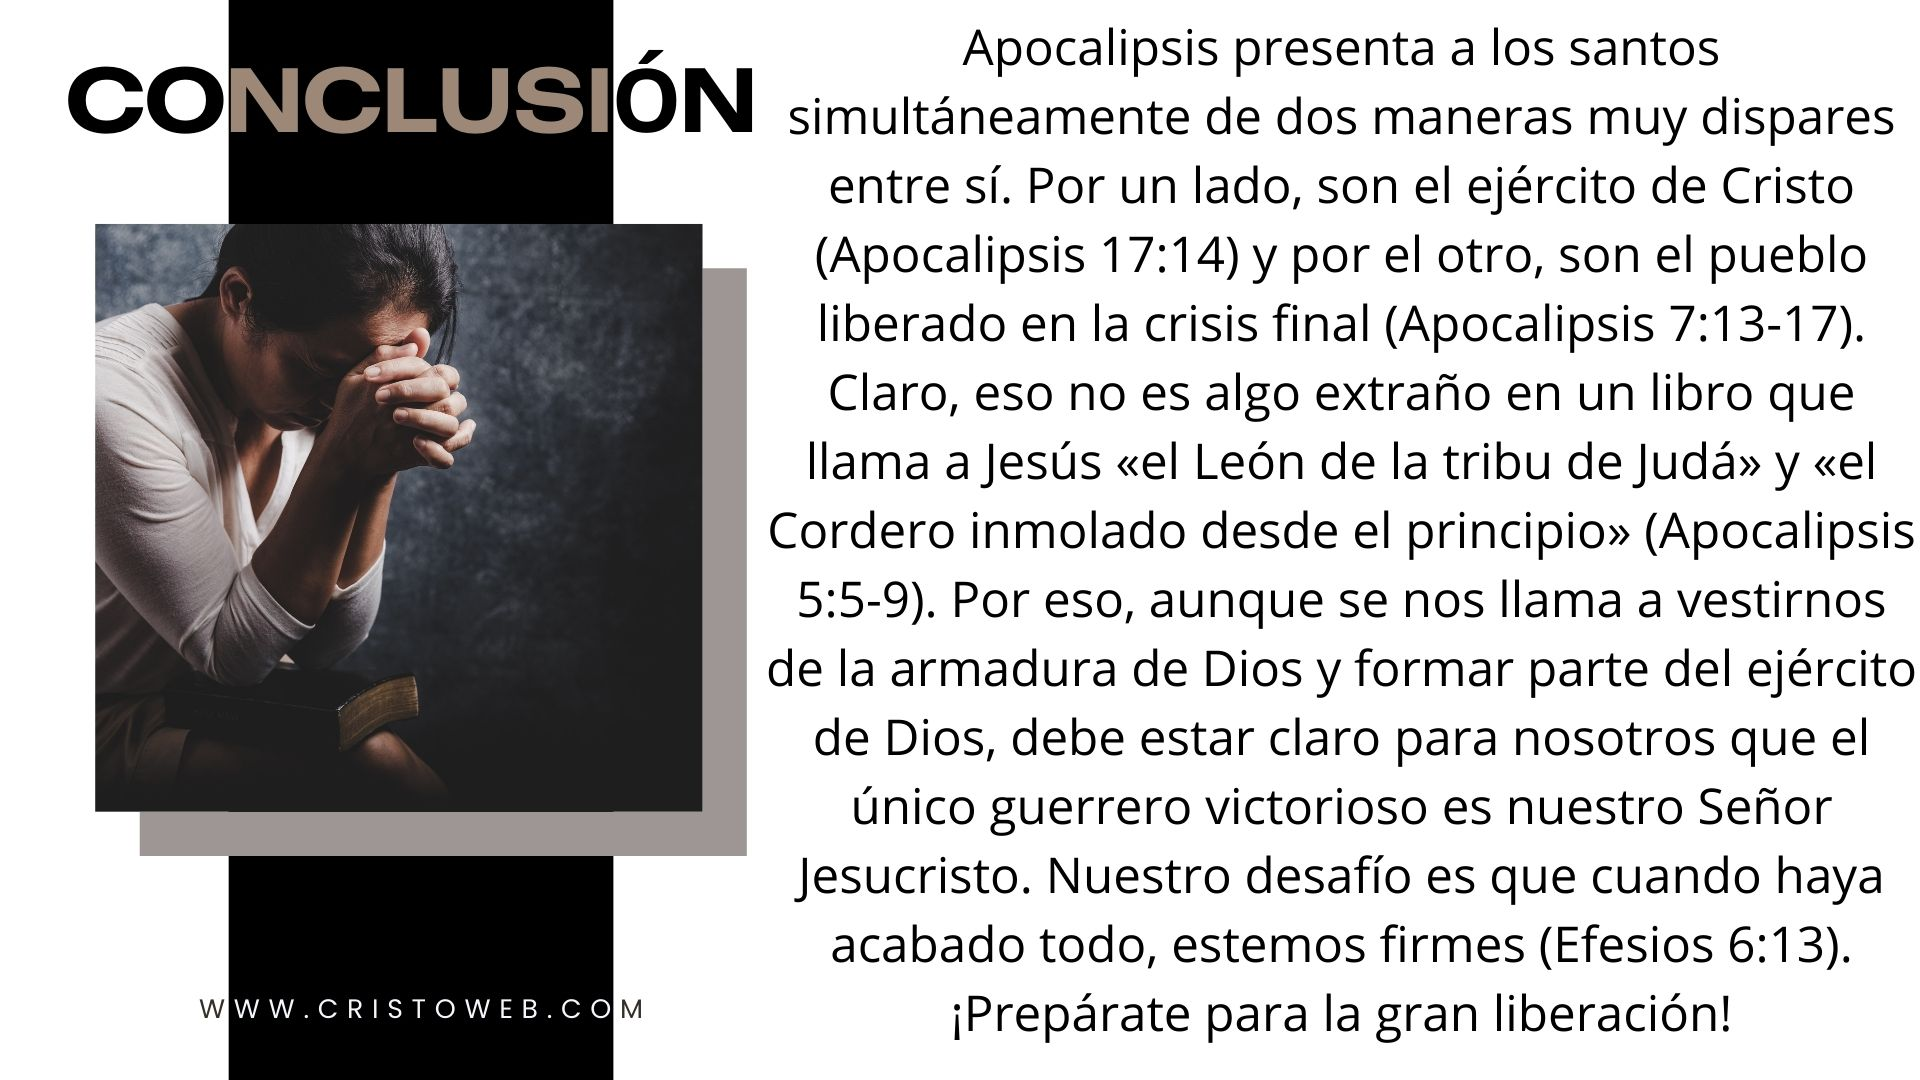 CONCLUSIÓN
Apocalipsis presenta a los santos
simultáneamente de dos maneras muy dispares
entre sí. Por un lado, son el ejército de Cristo
(Apocalipsis 17:14) y por el otro, son el pueblo
liberado en la crisis final (Apocalipsis 7:13-17).
Claro, eso no es algo extraño en un libro que
llama a Jesús «el León de la tribu de Judá» y «el
Cordero inmolado desde el principio» (Apocalipsis
5:5-9). Por eso, aunque se nos llama a vestirnos
de la armadura de Dios y formar parte del ejército
de Dios, debe estar claro para nosotros que el
único guerrero victorioso es nuestro Señor
Jesucristo. Nuestro desafío es que cuando haya
acabado todo, estemos firmes (Efesios 6:13).
¡Prepárate para la gran liberación!
WWW.CRISTOWEB.COM